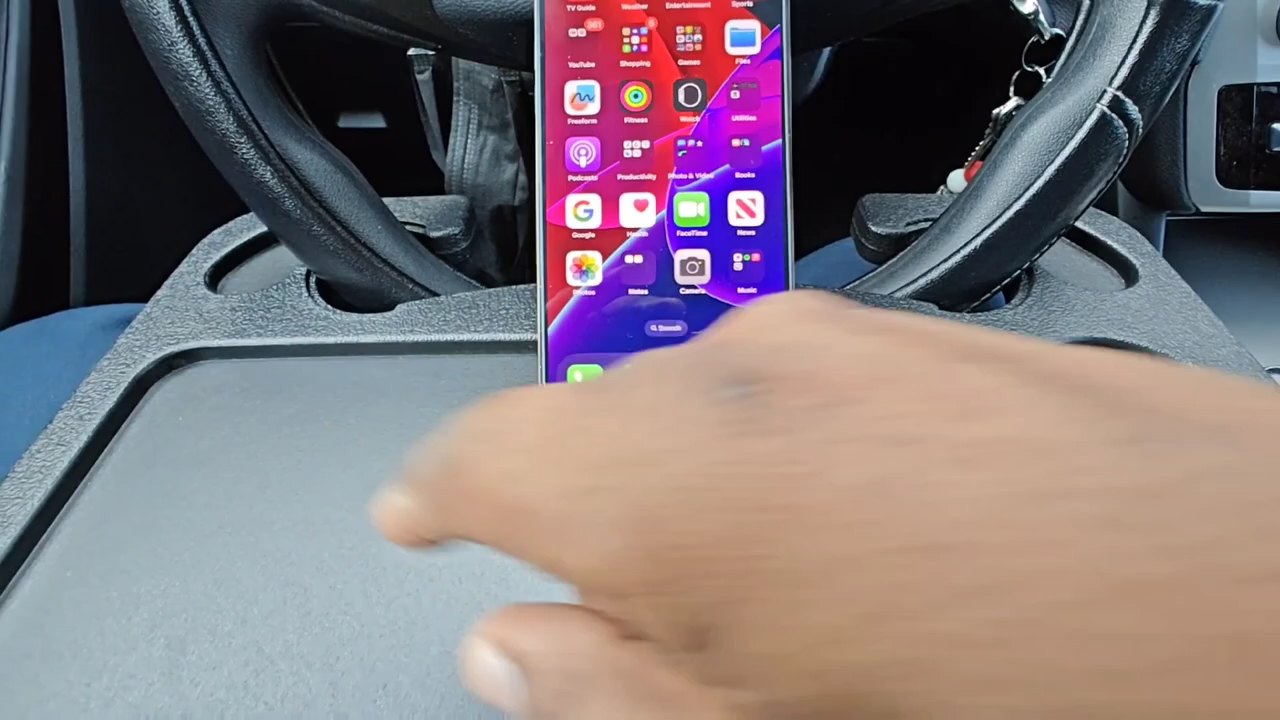 TV Guide Weather Entertainment Sports
361
YouTube Shopping Games Files
Freeform Fitness Watch Utilities
Podcasts Productivity Photo & Video Books
Google Health FaceTime News
Notes Camera Music
Search